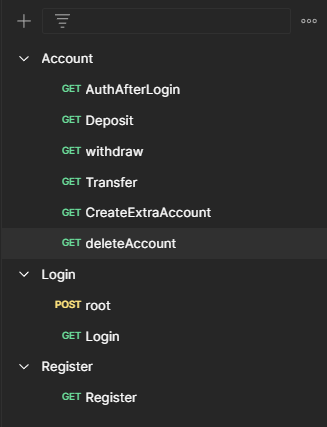 Account
GET AuthAfterLogin
GET Deposit
GET withdraw
GET Transfer
GET CreateExtraAccount
GET deleteAccount
Login
POST root
GET Login
Register
GET Register